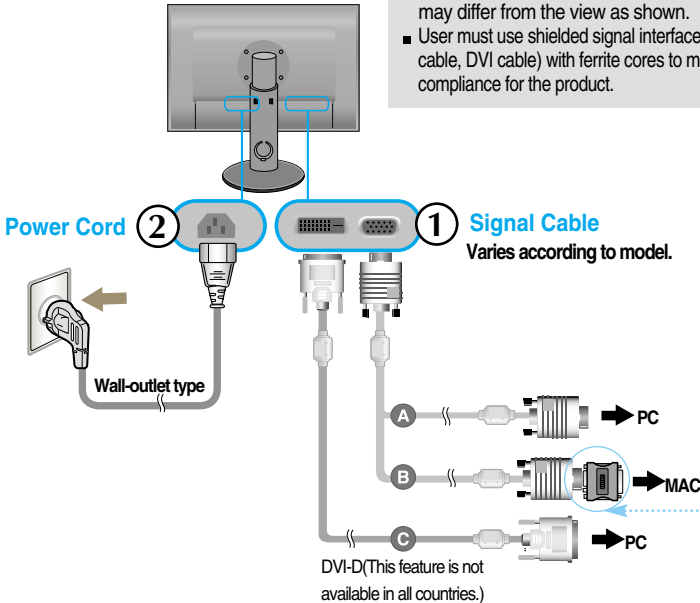 may differ from the view as shown.
■ User must use shielded signal interface
cable, DVI cable) with ferrite cores to m
compliance for the product.
Power Cord 2
1 Signal Cable
Varies according to model.
Wall-outlet type
A PC
B MAC
C PC
DVI-D(This feature is not
available in all countries.)